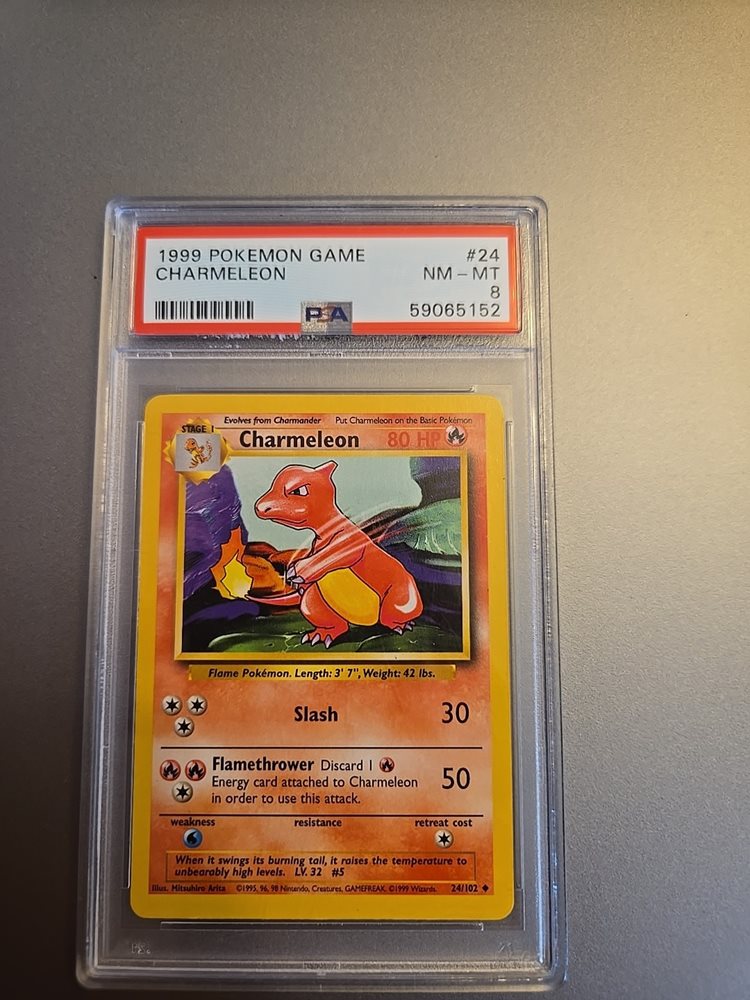 1999 POKEMON GAME #24
CHARMELEON NM - MT
8
PSA 59065152
Evolves from Charmander Put Charmeleon on the Basic Pokémon
STAGE 1
Charmeleon 80 HP
Flame Pokémon. Length: 3' 7", Weight: 42 lbs.
Slash 30
Flamethrower Discard 1
Energy card attached to Charmeleon 50
in order to use this attack.
weakness resistance retreat cost
When it swings its burning tail, it raises the temperature to
unbearably high levels. LV. 32 #5
Illus. Mitsuhiro Arita ©1995, 96, 98 Nintendo, Creatures, GAMEFREAK. ©1999 Wizards. 24/102